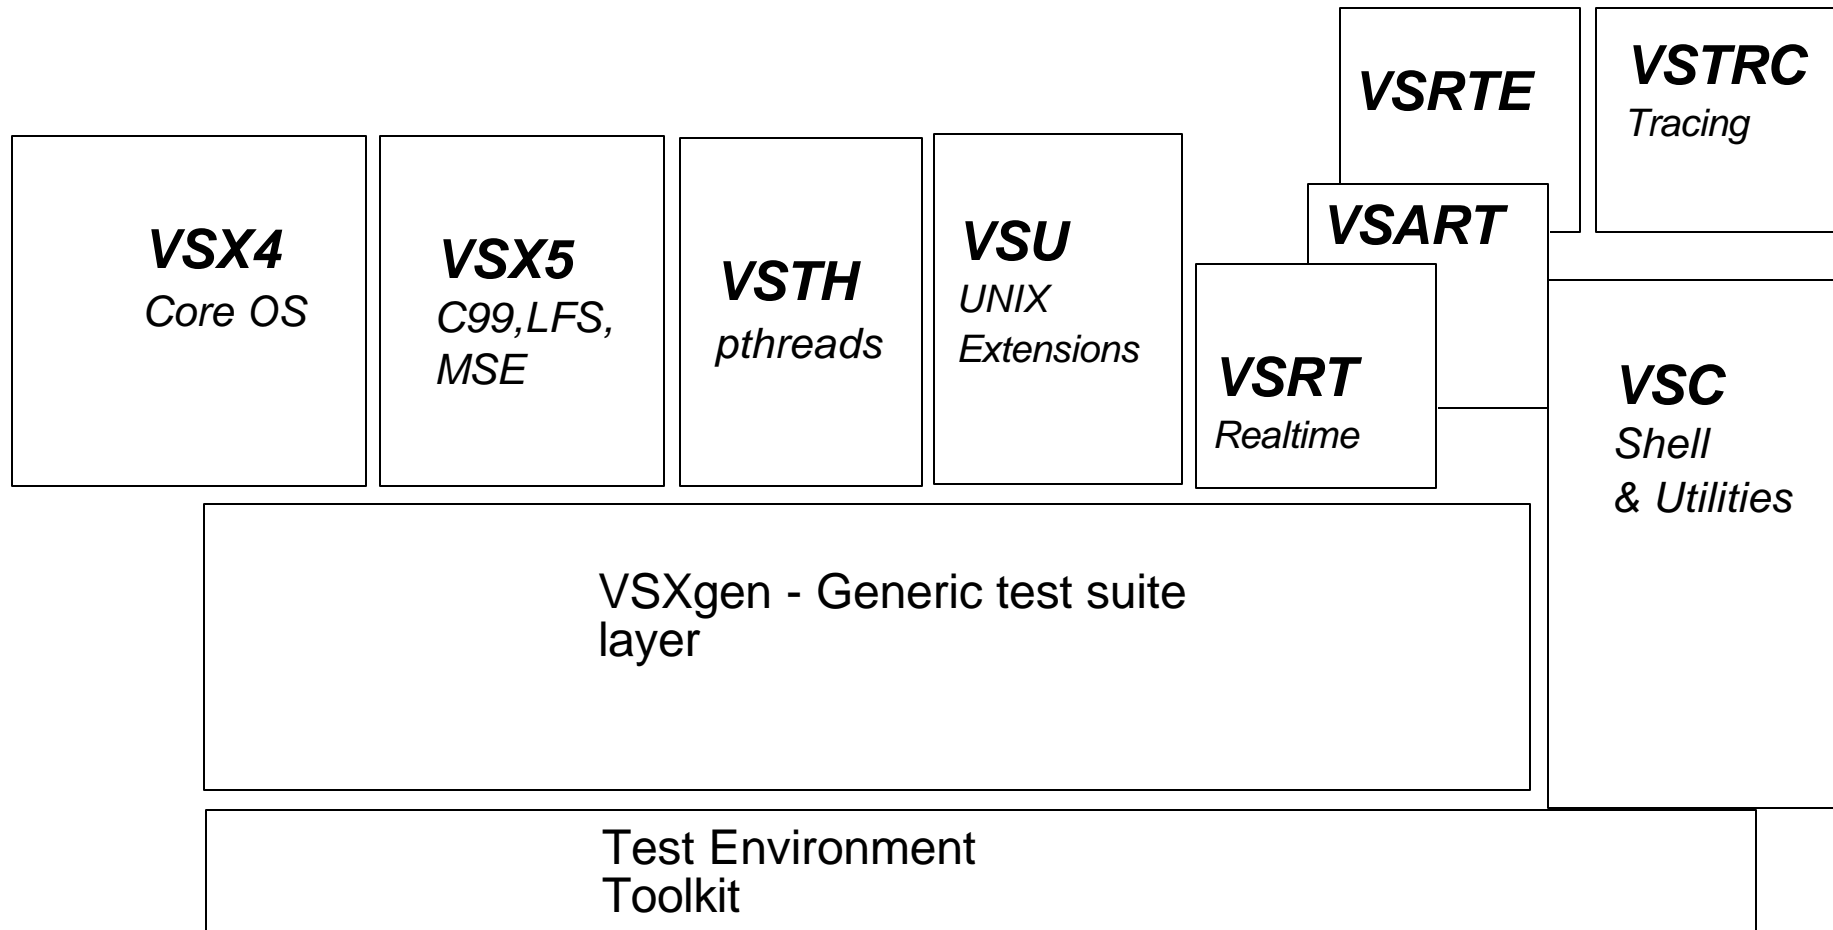 VSRTE
VSTRC
Tracing
VSX4
Core OS
VSX5
C99,LFS,
MSE
VSTH
pthreads
VSU
UNIX
Extensions
VSART
VSRT
Realtime
VSC
Shell
& Utilities
VSXgen - Generic test suite
layer
Test Environment
Toolkit